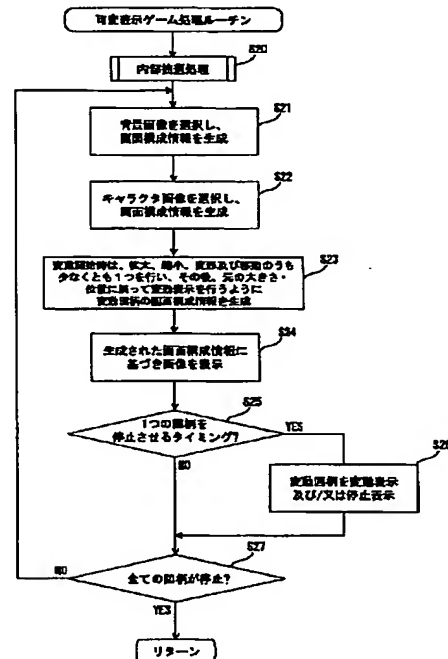 可変表示ゲーム処理ルーチン
S20
内部抽選処理
S21
背景画像を選択し、
画面構成情報を生成
S22
キャラクタ画像を選択し、
画面構成情報を生成
S23
変動開始時は、拡大、縮小、変形及び移動のうち
少なくとも1つを行い、その後、元の大きさ・
位置に戻って変動表示を行うように
変動図柄の画面構成情報を生成
S24
生成された画面構成情報に
基づき画像を表示
S25
1つの図柄を
停止させるタイミング?
YES
NO
S26
変動図柄を変動表示
及び/又は停止表示
S27
全ての図柄が停止?
NO
YES
リターン